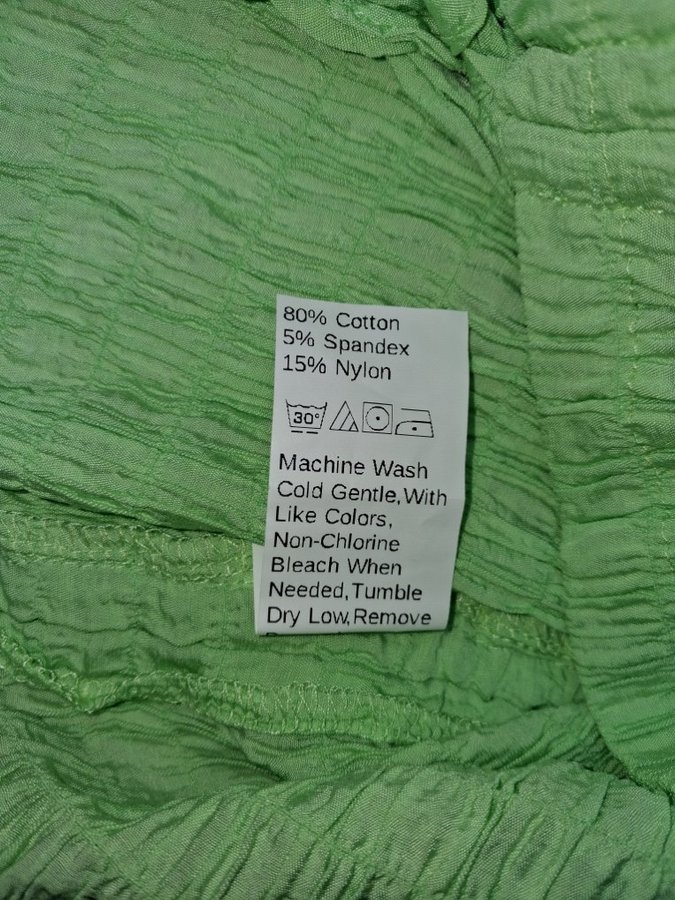 80% Cotton
5% Spandex
15% Nylon
30°
Machine Wash
Cold Gentle,With
Like Colors,
Non-Chlorine
Bleach When
Needed,Tumble
Dry Low,Remove